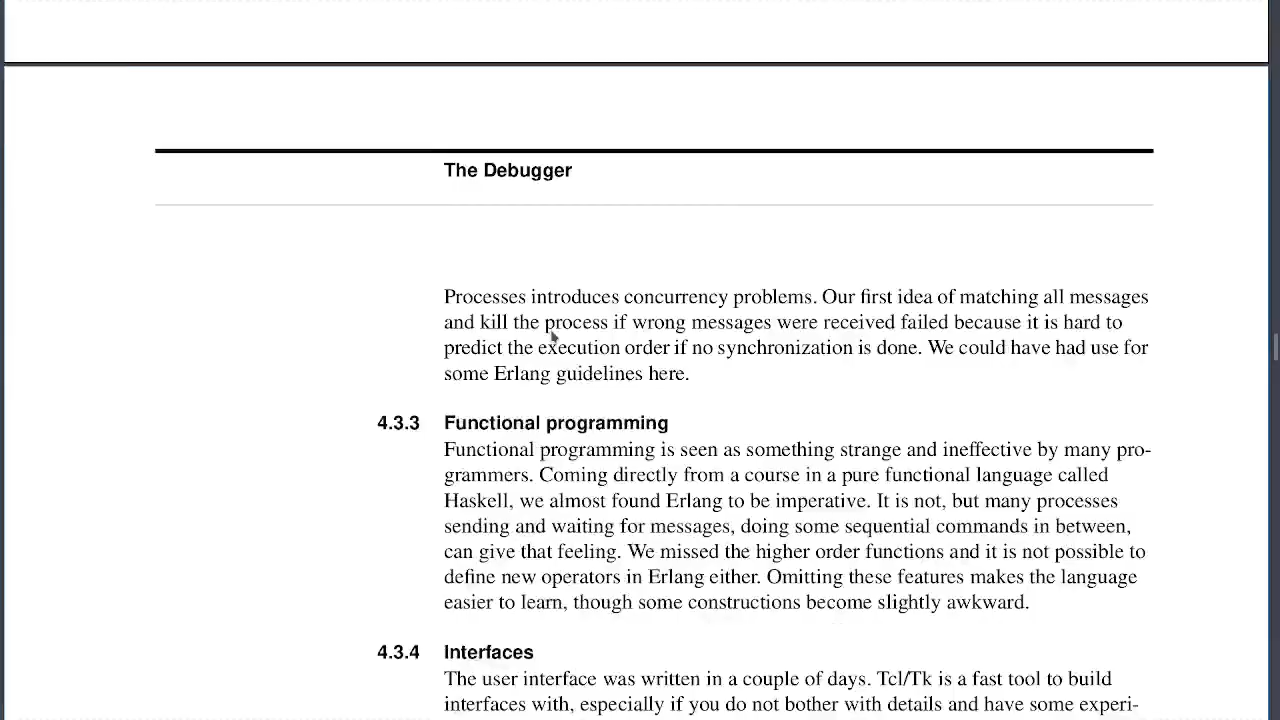 The Debugger
Processes introduces concurrency problems. Our first idea of matching all messages
and kill the process if wrong messages were received failed because it is hard to
predict the execution order if no synchronization is done. We could have had use for
some Erlang guidelines here.
4.3.3 Functional programming
Functional programming is seen as something strange and ineffective by many pro-
grammers. Coming directly from a course in a pure functional language called
Haskell, we almost found Erlang to be imperative. It is not, but many processes
sending and waiting for messages, doing some sequential commands in between,
can give that feeling. We missed the higher order functions and it is not possible to
define new operators in Erlang either. Omitting these features makes the language
easier to learn, though some constructions become slightly awkward.
4.3.4 Interfaces
The user interface was written in a couple of days. Tcl/Tk is a fast tool to build
interfaces with, especially if you do not bother with details and have some experi-